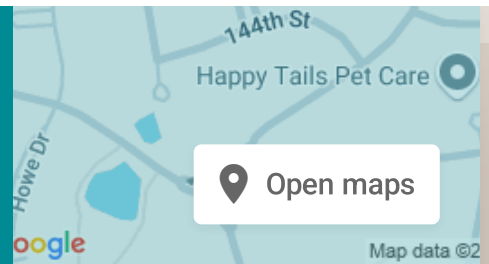 144th St
Happy Tails Pet Care
Howe Dr
Open maps
oogle
Map data ©2